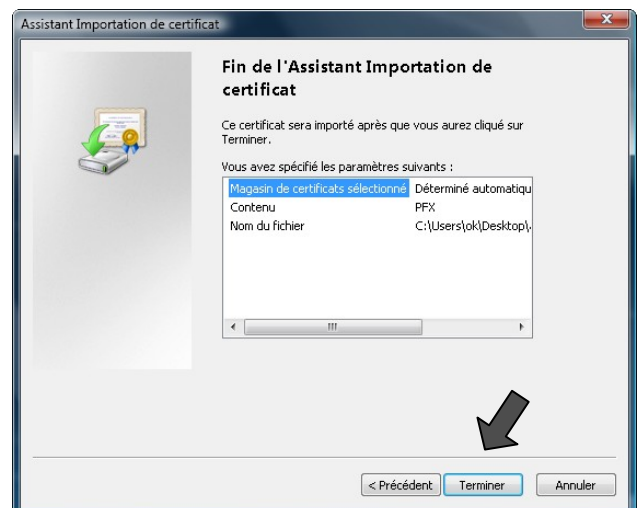 Assistant Importation de certificat
Fin de l'Assistant Importation de
certificat
Ce certificat sera importé après que vous aurez cliqué sur
Terminer.
Vous avez spécifié les paramètres suivants :
Magasin de certificats sélectionné Déterminé automatiqu
Contenu PFX
Nom du fichier C:\Users\ok\Desktop\.
< Précédent Terminer Annuler